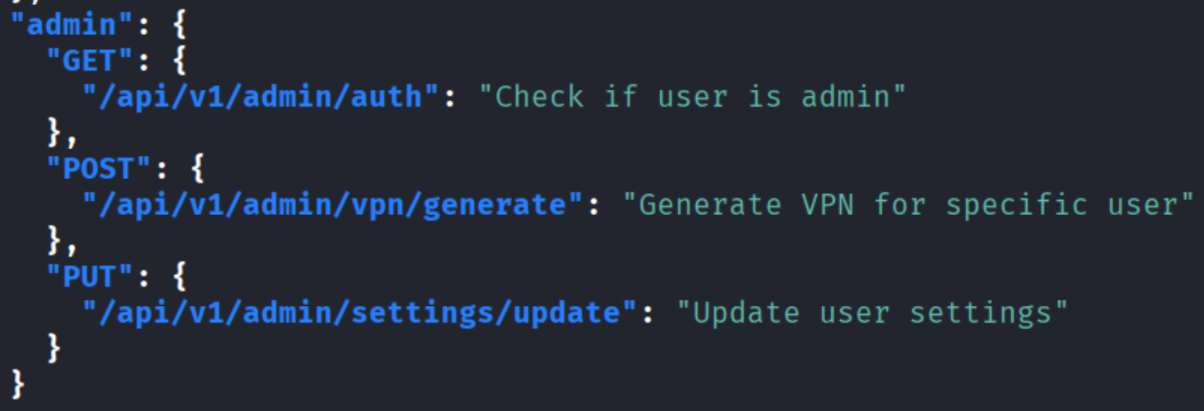 "admin": {
"GET": {
"/api/v1/admin/auth": "Check if user is admin"
},
"POST": {
"/api/v1/admin/vpn/generate": "Generate VPN for specific user"
},
"PUT": {
"/api/v1/admin/settings/update": "Update user settings"
}
}